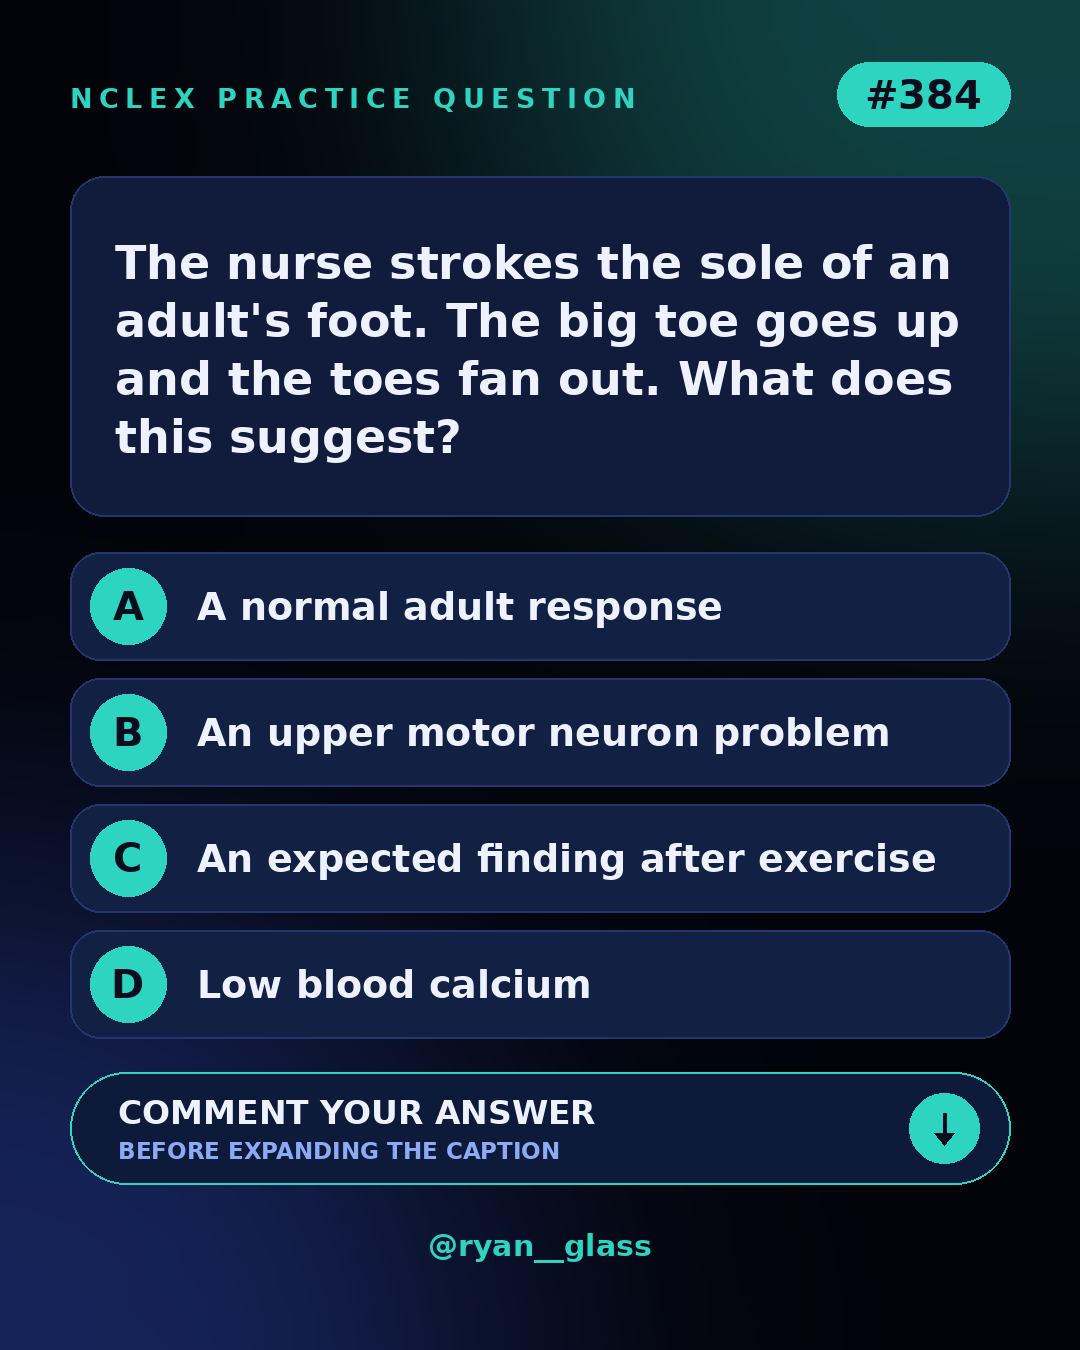 NCLEX PRACTICE QUESTION
#384
The nurse strokes the sole of an
adult's foot. The big toe goes up
and the toes fan out. What does
this suggest?
A A normal adult response
B An upper motor neuron problem
C An expected finding after exercise
D Low blood calcium
COMMENT YOUR ANSWER
BEFORE EXPANDING THE CAPTION
@ryan__glass